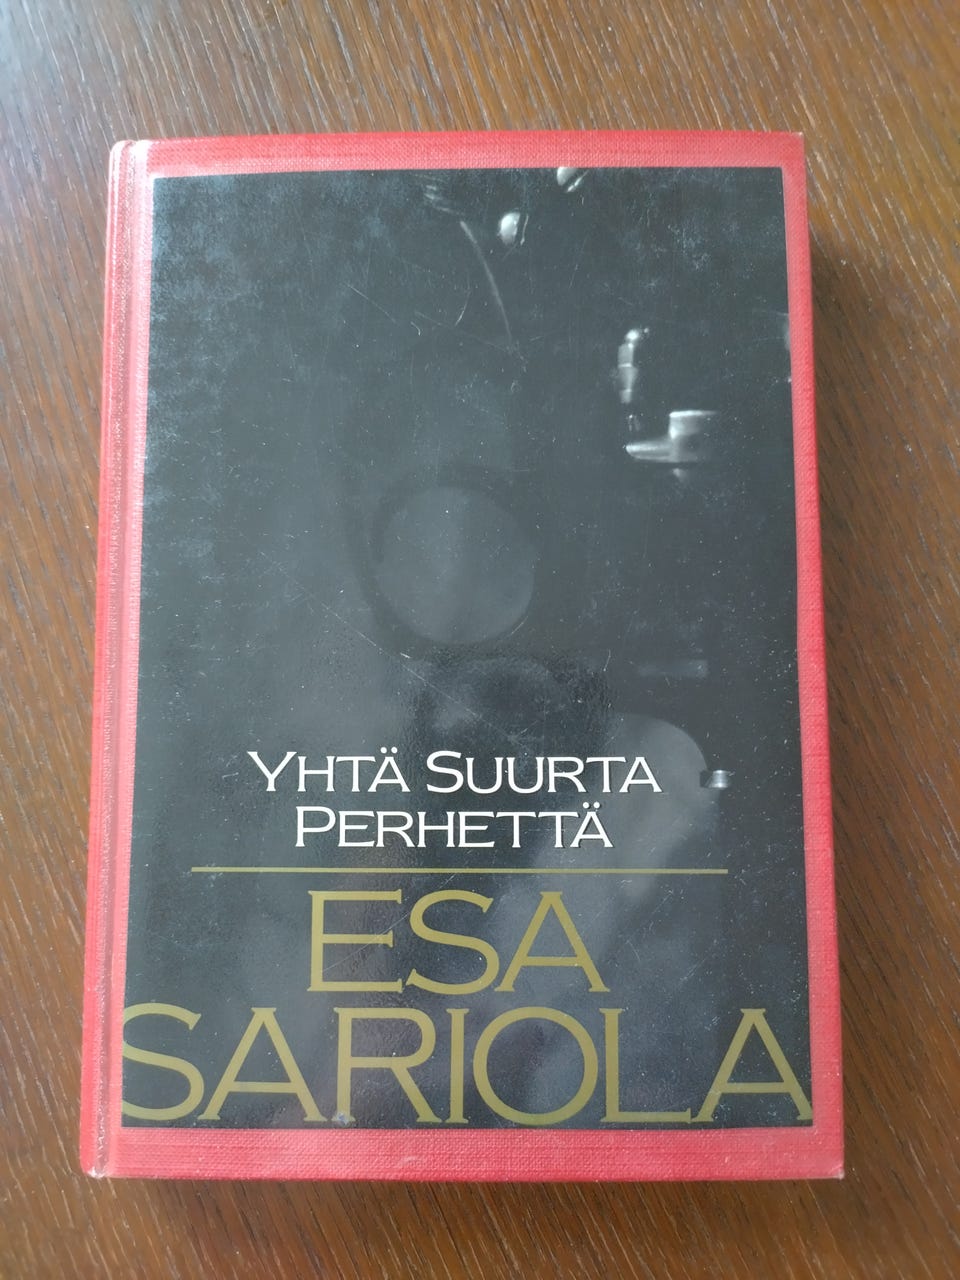 YHTÄ SUURTA
PERHETTÄ
ESA
SARIOLA